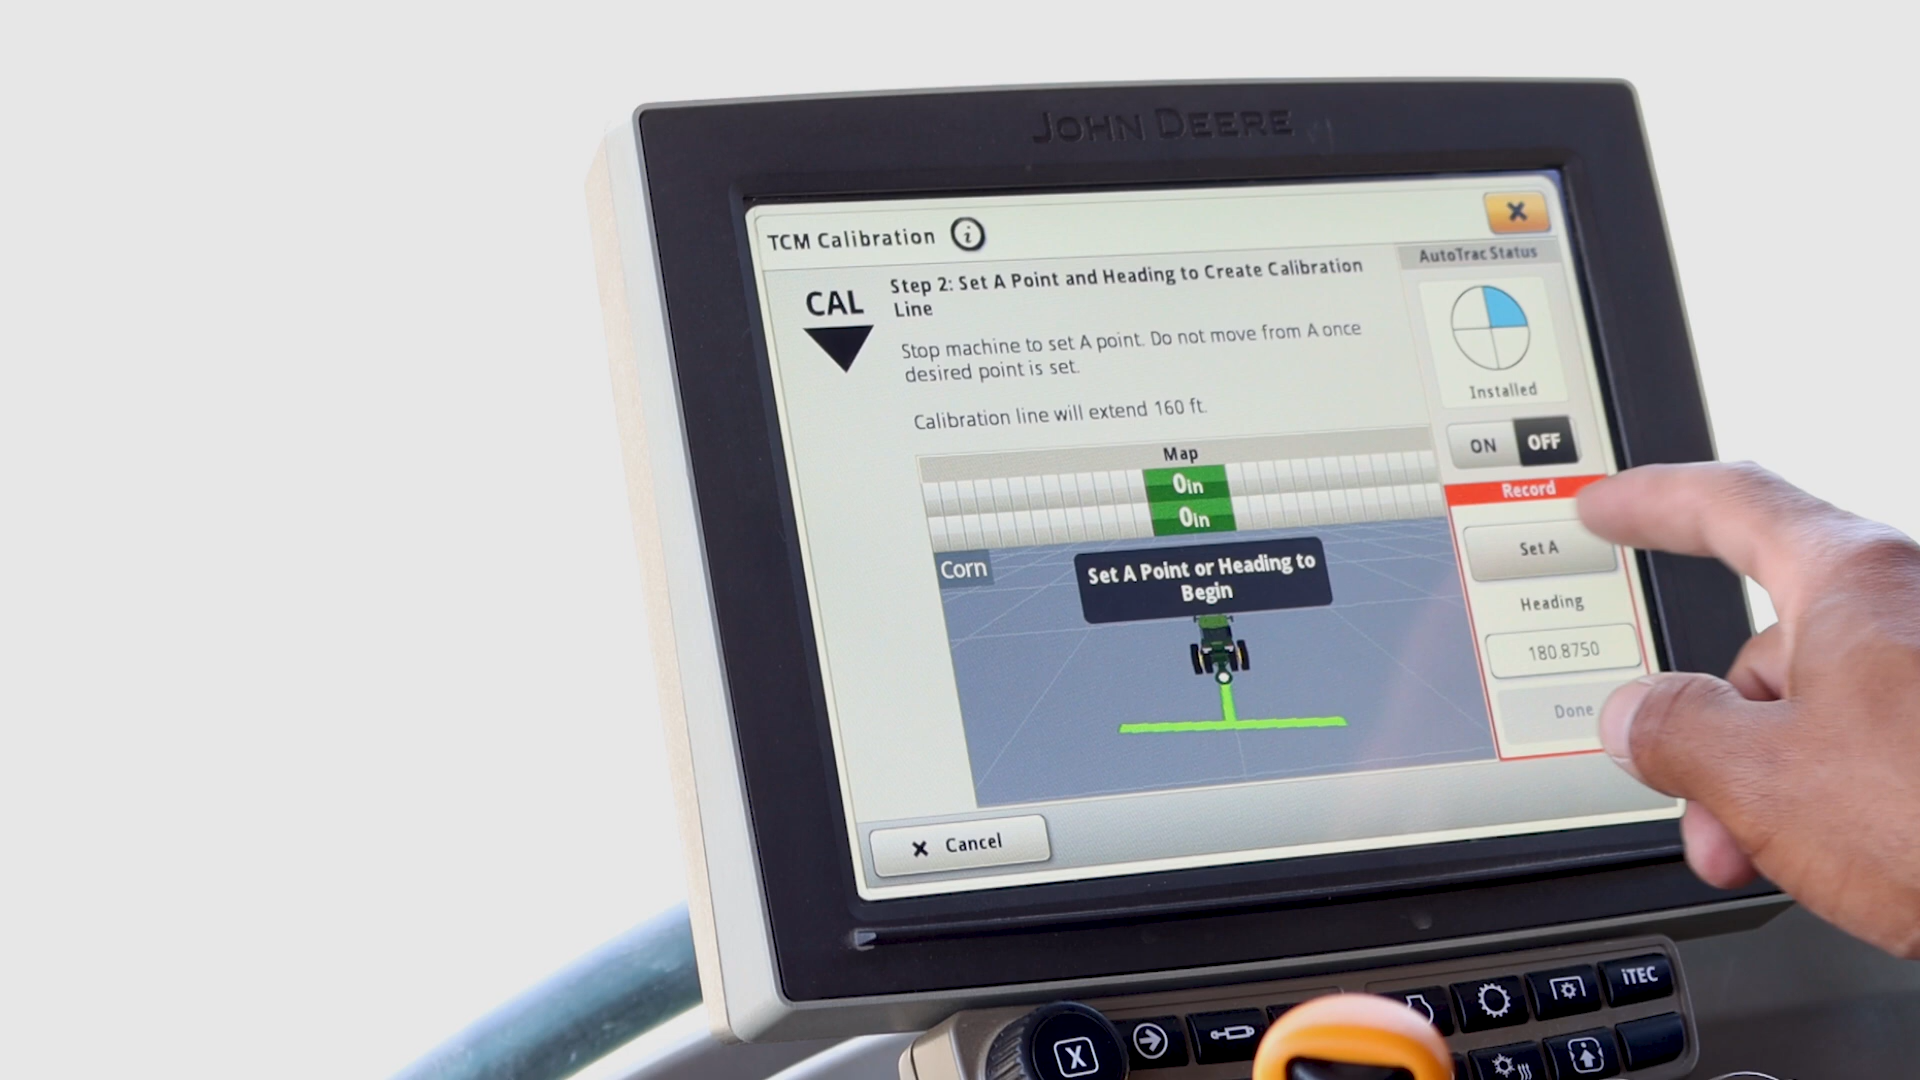 JOHN DEERE
TCM Calibration
i
CAL
Step 2: Set A Point and Heading to Create Calibration
Line
Stop machine to set A point. Do not move from A once
desired point is set.
Calibration line will extend 160 ft.
Map
0in
0in
Corn
Set A Point or Heading to
Begin
Cancel
AutoTrac Status
Installed
ON OFF
Record
Set A
Heading
180.8750
Done
iTEC
X